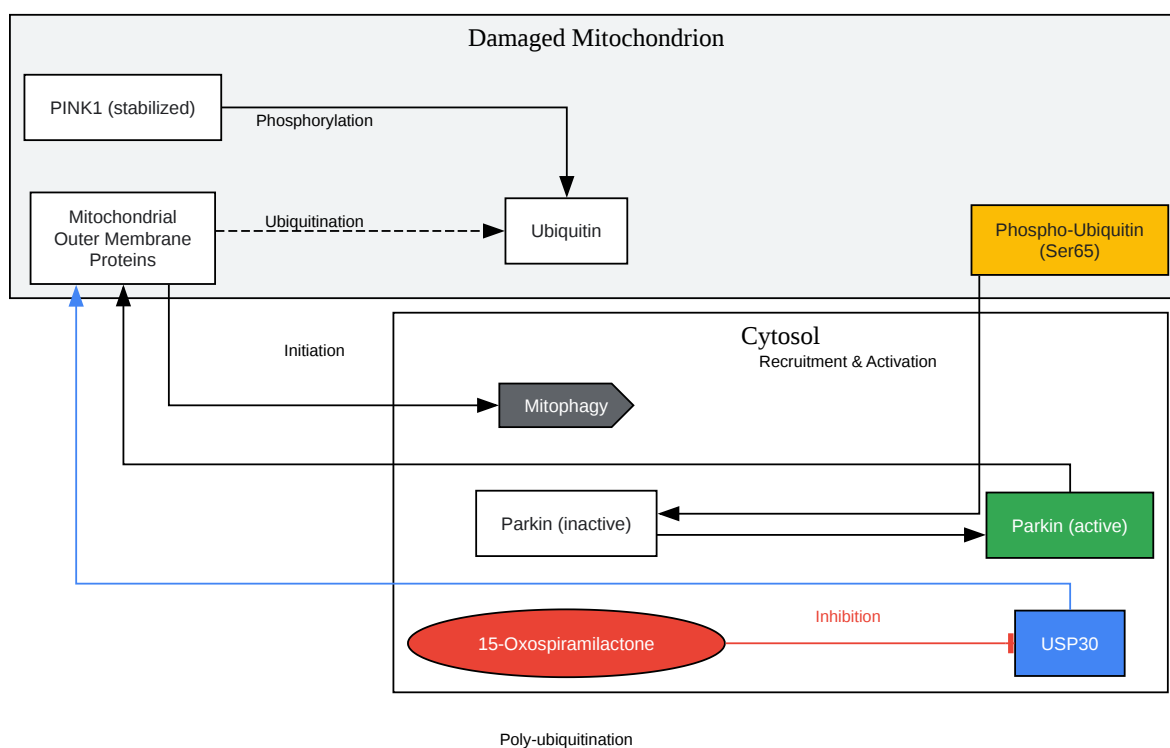 Damaged Mitochondrion
PINK1 (stabilized)
Phosphorylation
Mitochondrial
Outer Membrane
Proteins
Ubiquitination
Ubiquitin
Phospho-Ubiquitin
(Ser65)
Cytosol
Initiation
Recruitment & Activation
Mitophagy
Parkin (inactive)
Parkin (active)
Inhibition
15-Oxospiramilactone
USP30
Poly-ubiquitination